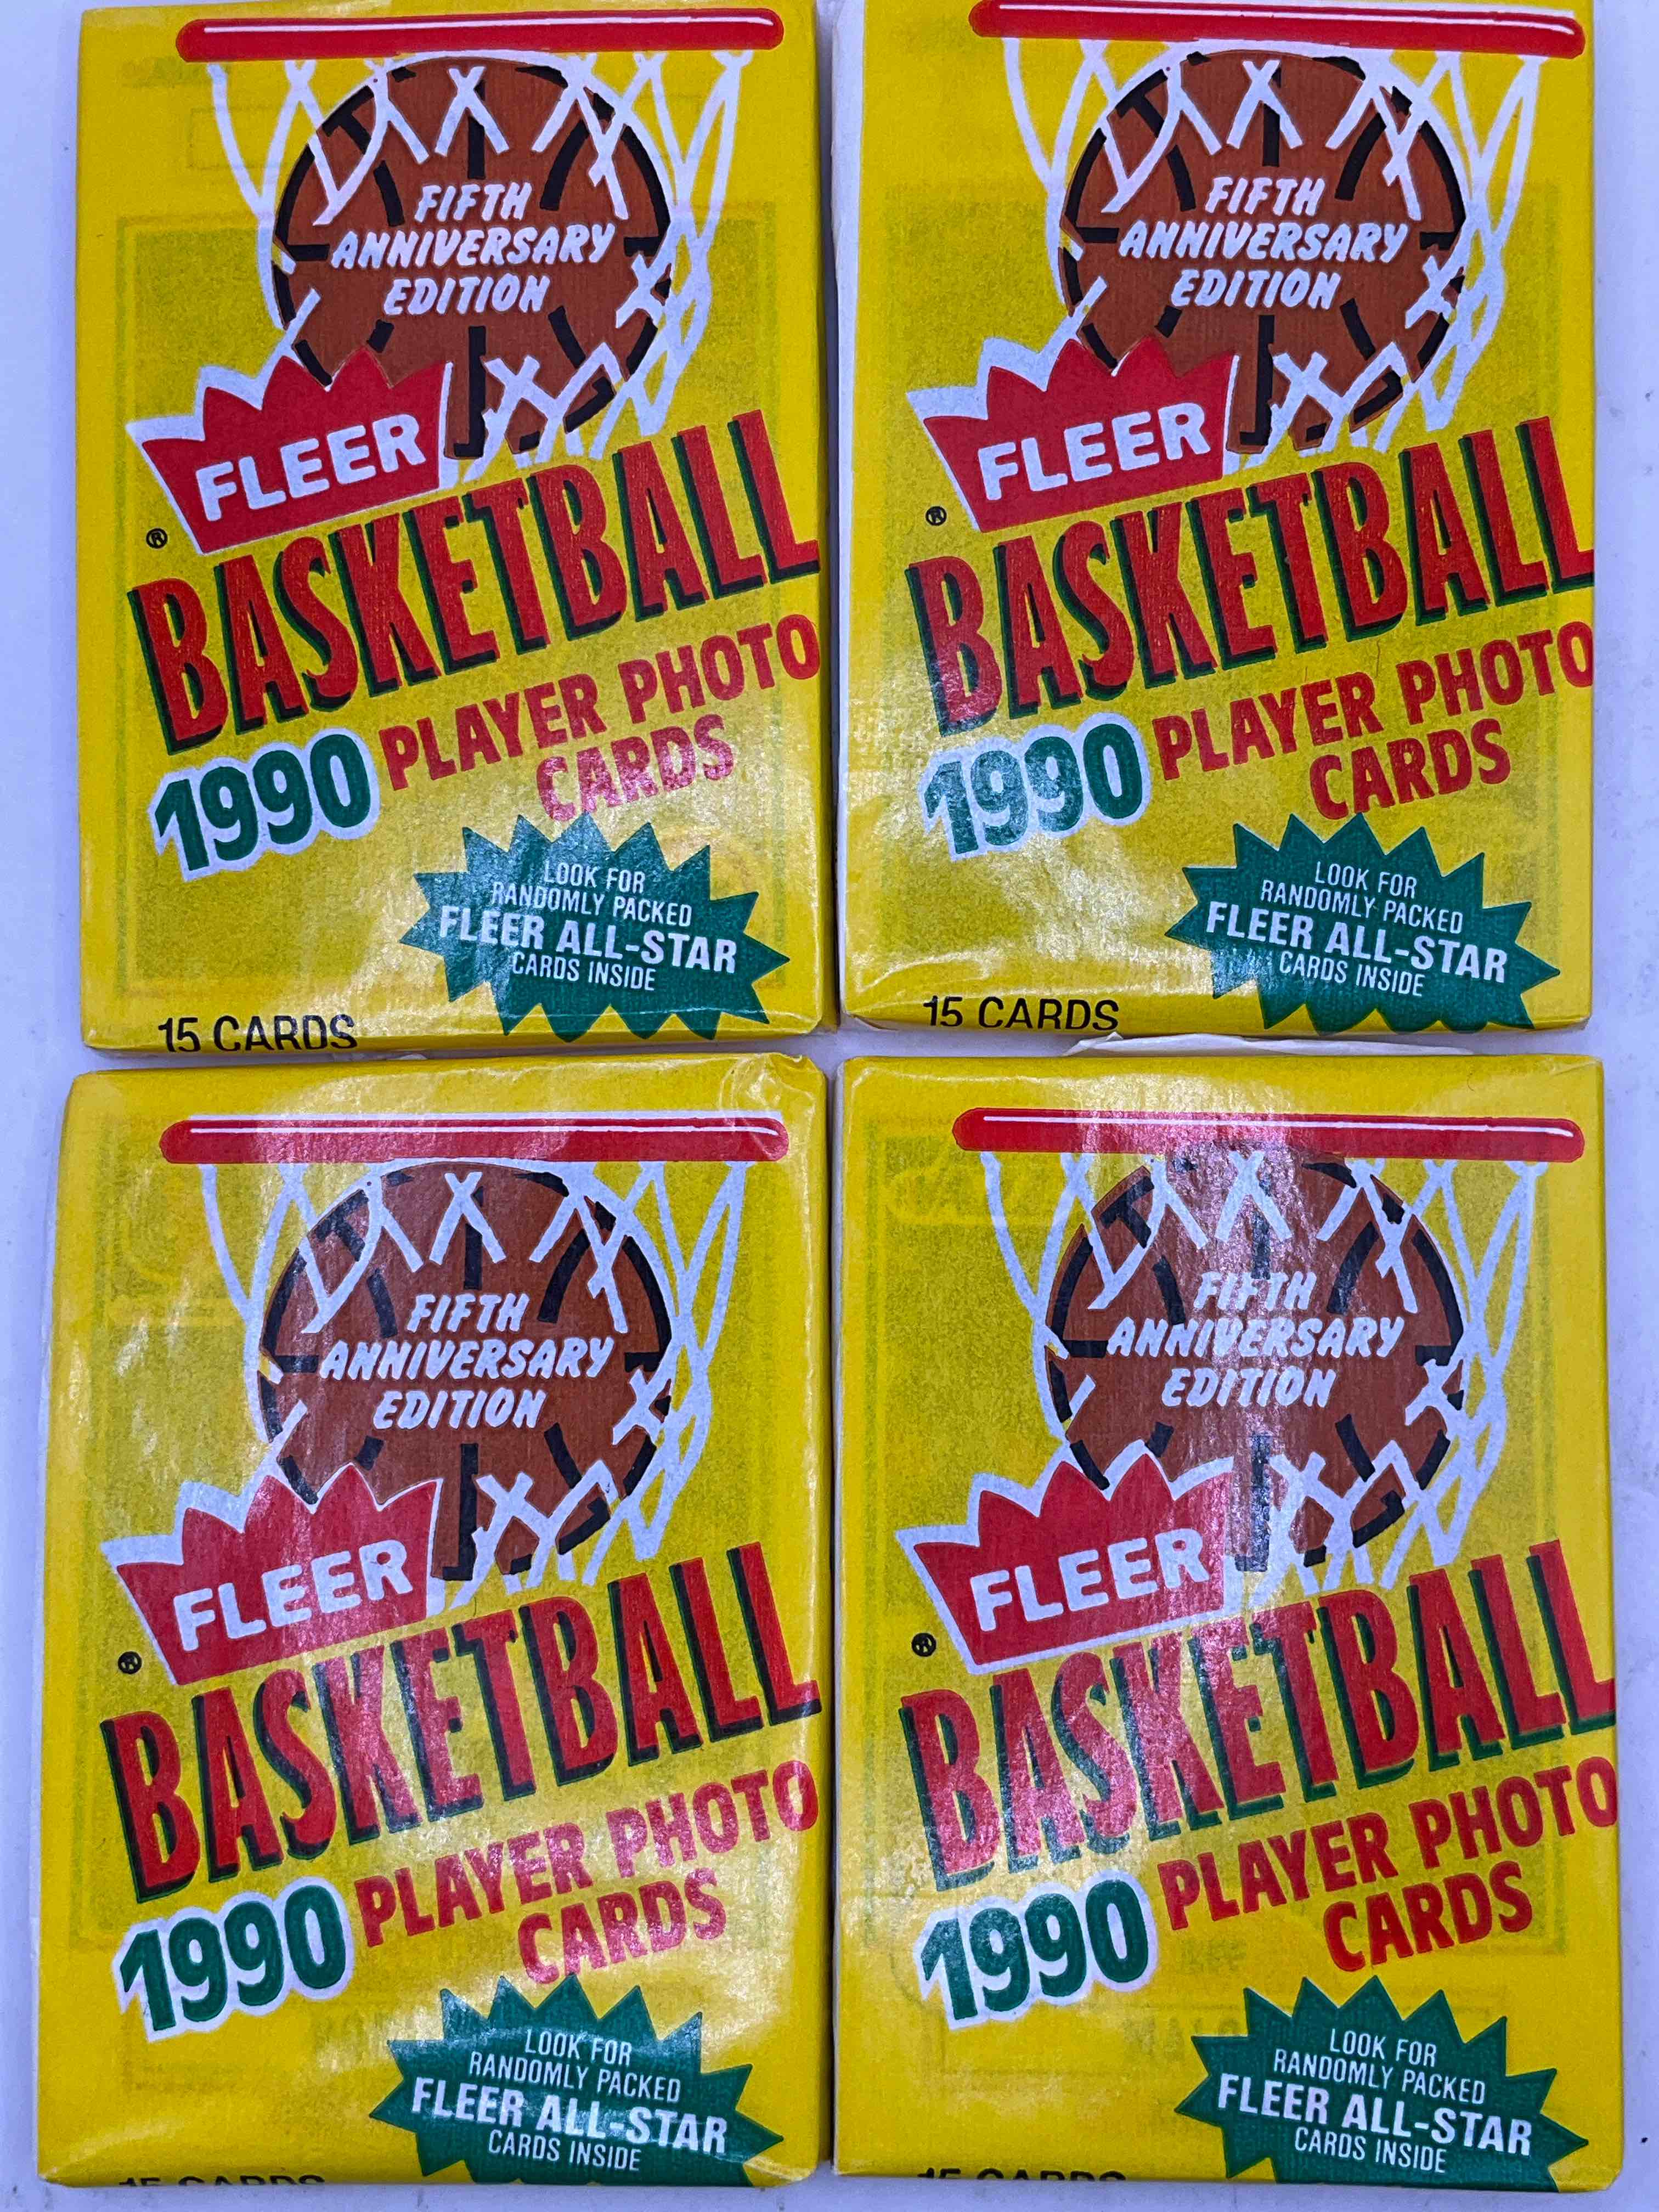 FIFTH
ANNIVERSARY
EDITION
FLEER
®
BASKETBALL
1990 PLAYER PHOTO
CARDS
LOOK FOR
RANDOMLY PACKED
FLEER ALL-STAR
CARDS INSIDE
15 CARDS
FIFTH
ANNIVERSARY
EDITION
FLEER
®
BASKETBALL
1990 PLAYER PHOTO
CARDS
LOOK FOR
RANDOMLY PACKED
FLEER ALL-STAR
CARDS INSIDE
15 CARDS
FIFTH
ANNIVERSARY
EDITION
FLEER
®
BASKETBALL
1990 PLAYER PHOTO
CARDS
LOOK FOR
RANDOMLY PACKED
FLEER ALL-STAR
CARDS INSIDE
15 CARDS
FIFTH
ANNIVERSARY
EDITION
FLEER
®
BASKETBALL
1990 PLAYER PHOTO
CARDS
LOOK FOR
RANDOMLY PACKED
FLEER ALL-STAR
CARDS INSIDE
15 CARDS